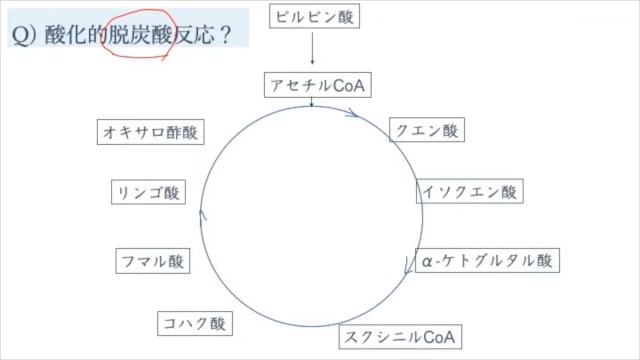 Q) 酸化的脱炭酸反応？
ピルビン酸
アセチルCoA
クエン酸
イソクエン酸
α-ケトグルタル酸
スクシニルCoA
コハク酸
フマル酸
リンゴ酸
オキサロ酢酸